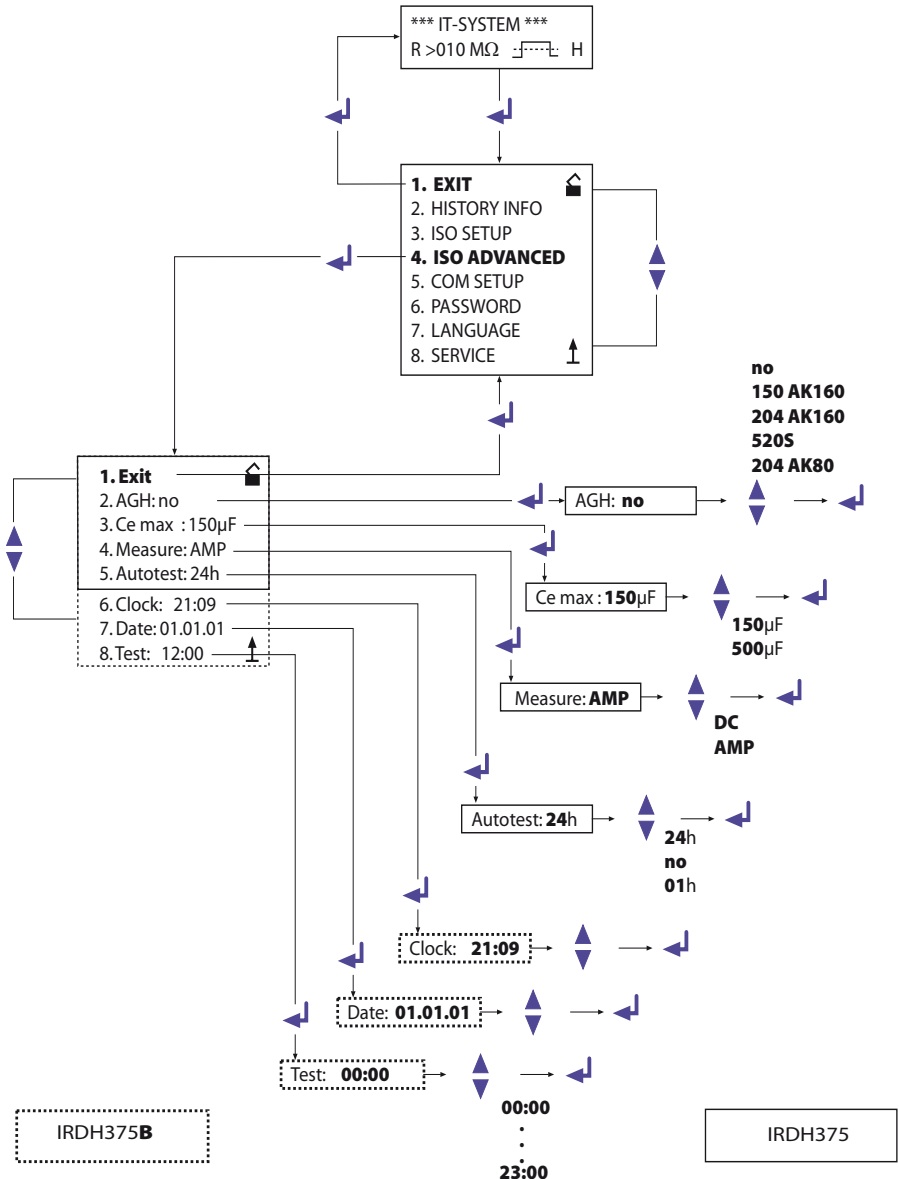 *** IT-SYSTEM ***
R >010 MΩ H
1. EXIT
2. HISTORY INFO
3. ISO SETUP
4. ISO ADVANCED
5. COM SETUP
6. PASSWORD
7. LANGUAGE
8. SERVICE
no
150 AK160
204 AK160
520S
204 AK80
1. Exit
2. AGH: no
3. Ce max : 150µF
4. Measure: AMP
5. Autotest: 24h
6. Clock: 21:09
7. Date: 01.01.01
8. Test: 12:00
AGH: no
Ce max : 150µF
150µF
500µF
Measure: AMP
DC
AMP
Autotest: 24h
24h
no
01h
Clock: 21:09
Date: 01.01.01
Test: 00:00
00:00
23:00
IRDH375B
IRDH375